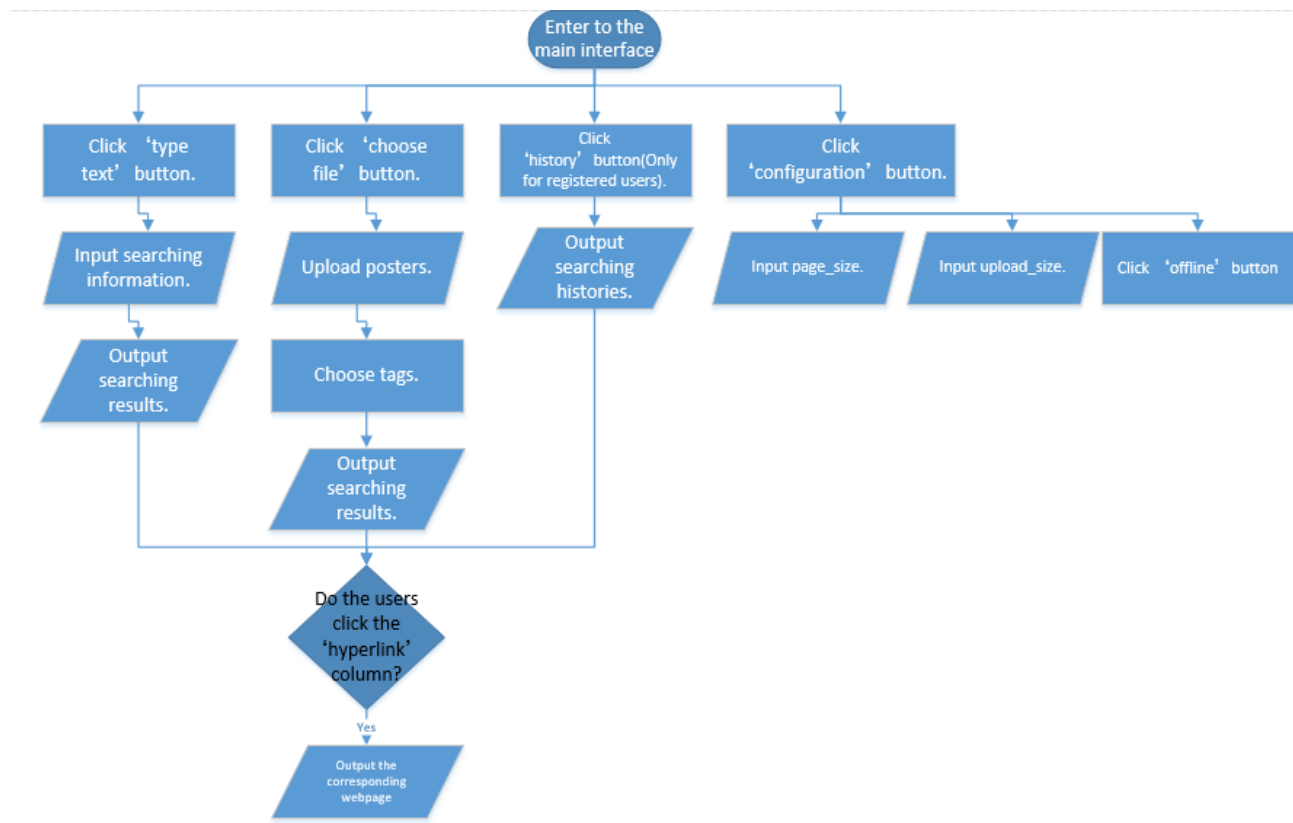 Enter to the
main interface
Click ‘type
text’ button.
Click ‘choose
file’ button.
Click
‘history’ button(Only
for registered users).
Click
‘configuration’ button.
Input searching
information.
Upload posters.
Output
searching
histories.
Input page_size.
Input upload_size.
Click ‘offline’ button
Output
searching
results.
Choose tags.
Output
searching
results.
Do the users
click the
‘hyperlink’
column?
Yes
Output the
corresponding
webpage